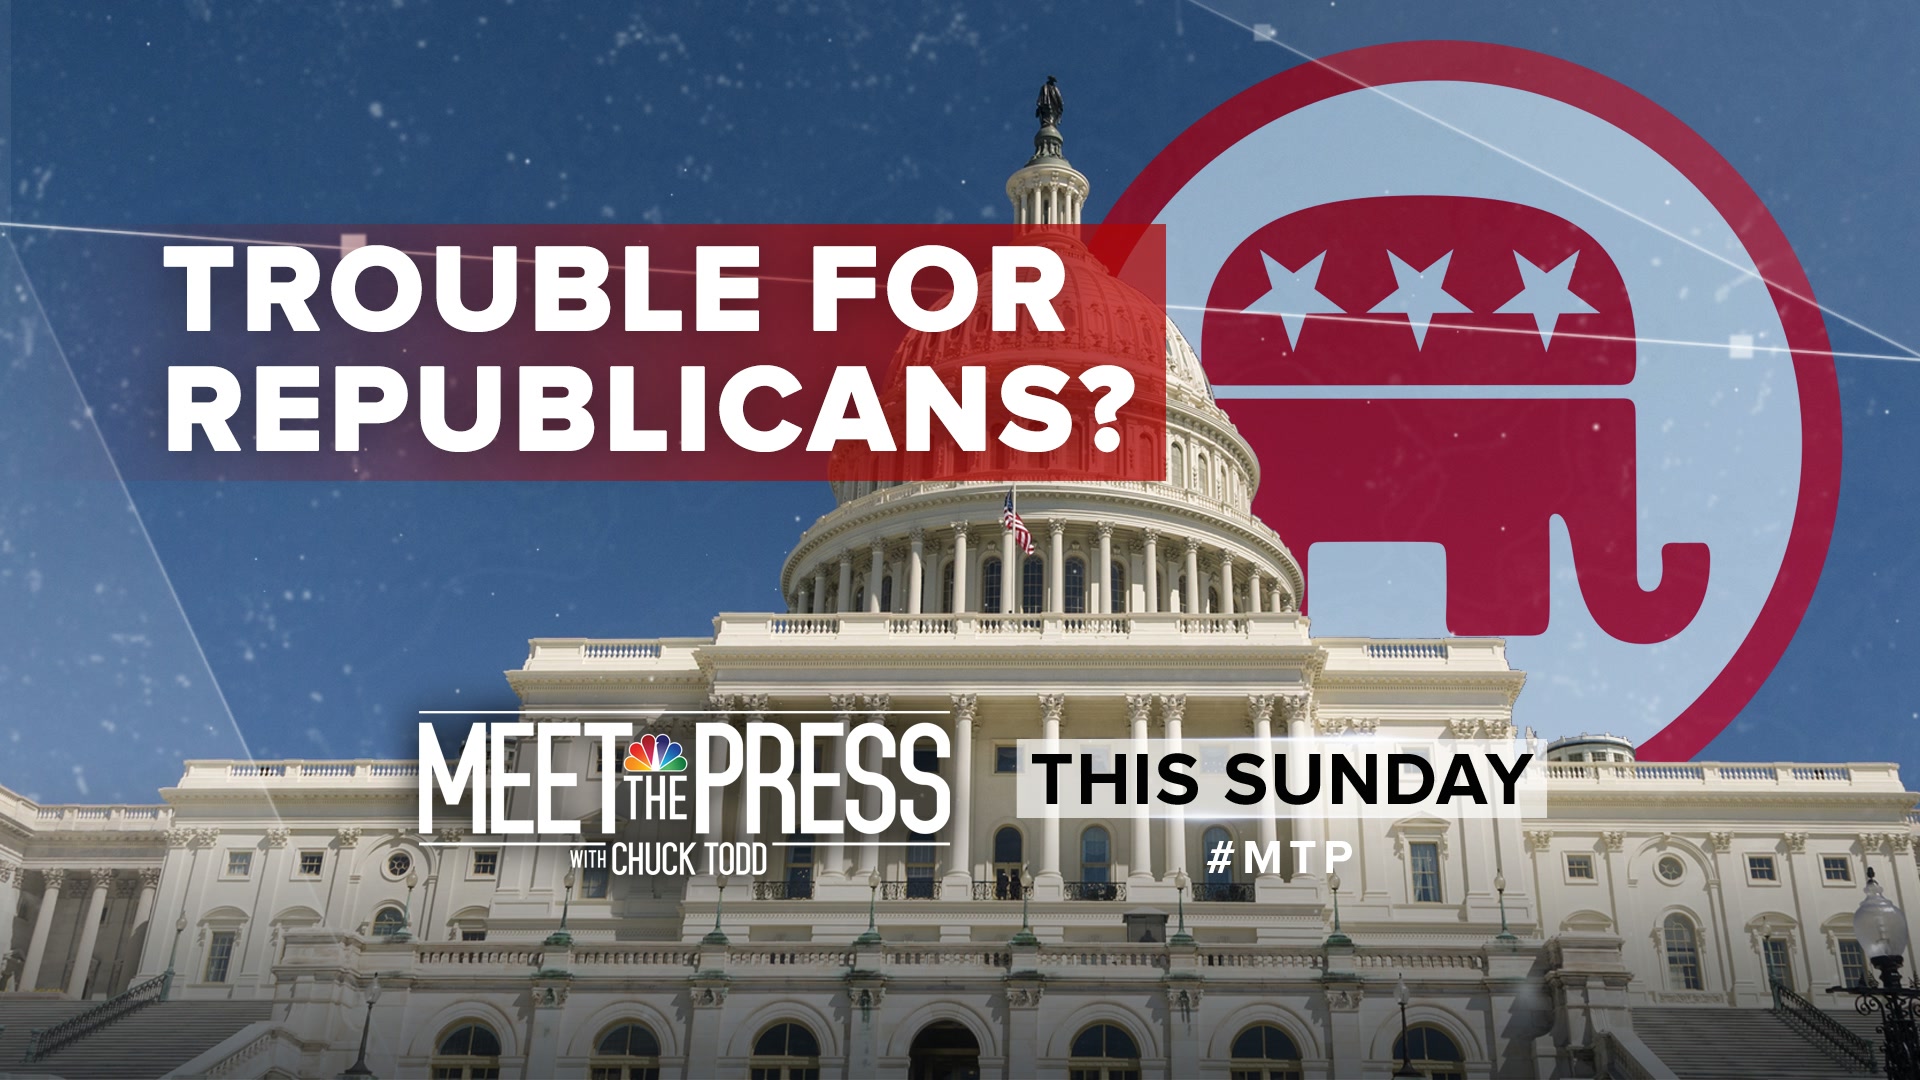 TROUBLE FOR
REPUBLICANS?
MEET THE PRESS
WITH CHUCK TODD
THIS SUNDAY
#MTP